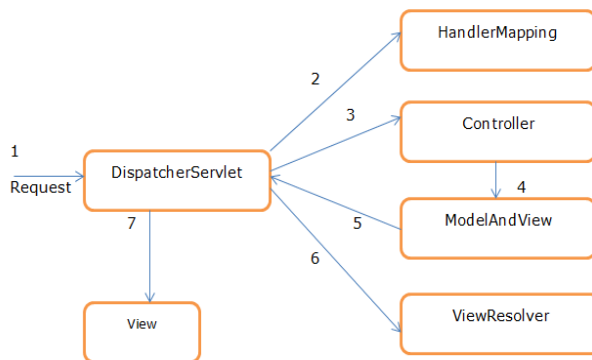 HandlerMapping
2
3
Controller
1
Request
DispatcherServlet
4
ModelAndView
5
7
6
ViewResolver
View